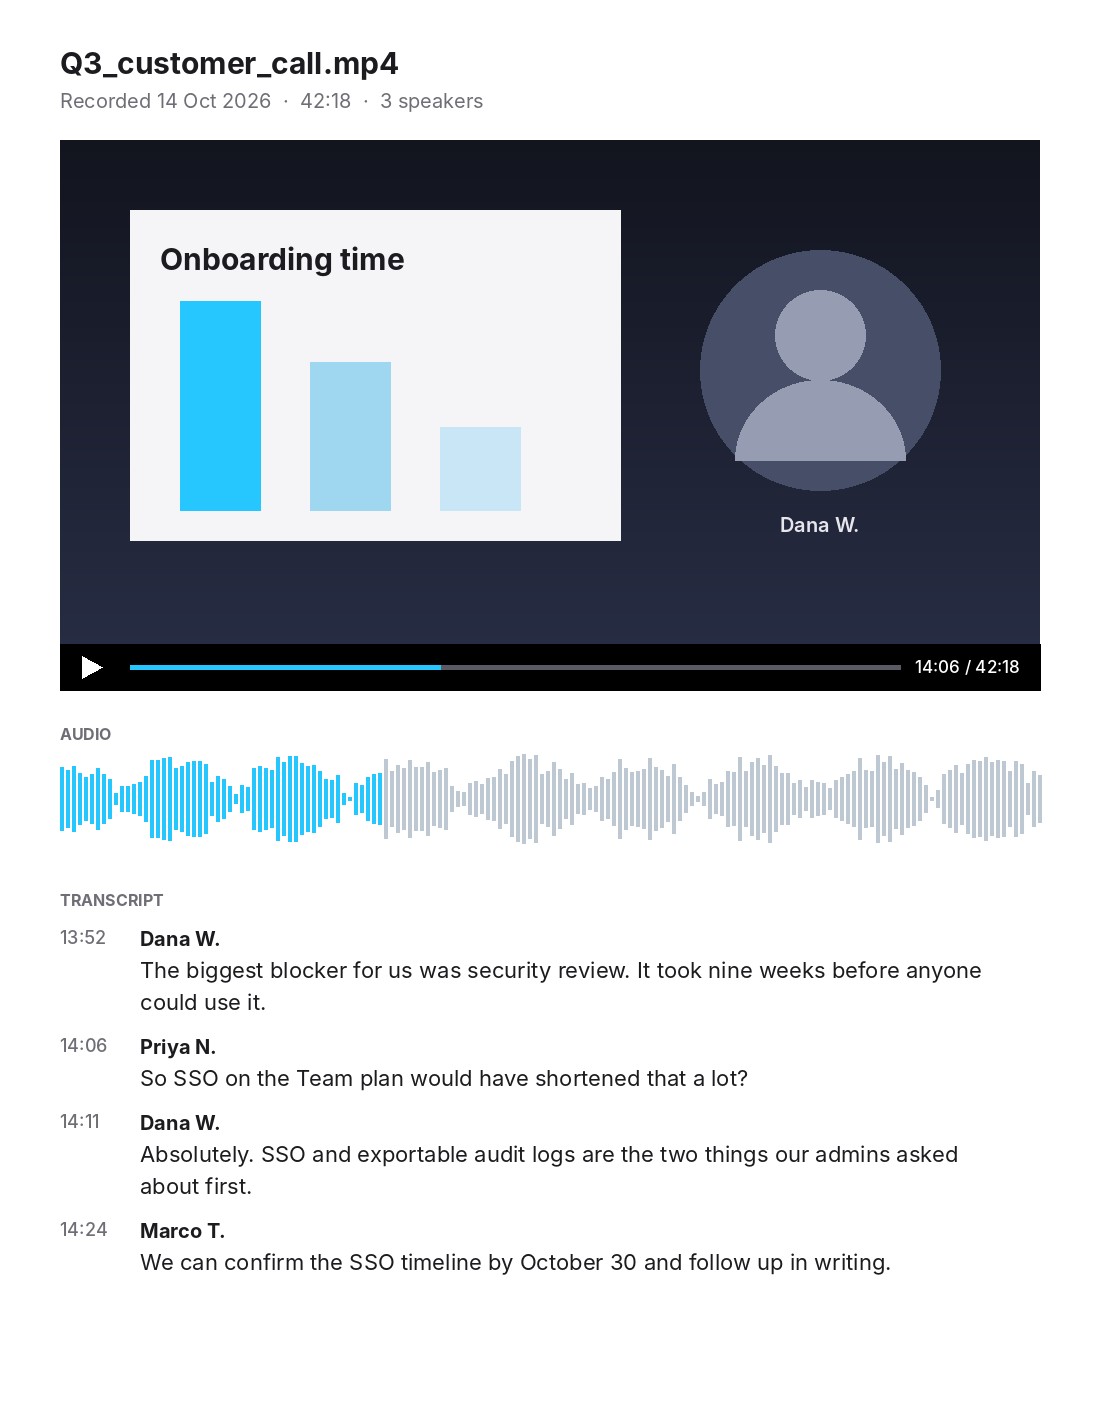 Q3_customer_call.mp4
Recorded 14 Oct 2026 · 42:18 · 3 speakers
Onboarding time
Dana W.
14:06 / 42:18
AUDIO
TRANSCRIPT
13:52 Dana W.
The biggest blocker for us was security review. It took nine weeks before anyone
could use it.
14:06 Priya N.
So SSO on the Team plan would have shortened that a lot?
14:11 Dana W.
Absolutely. SSO and exportable audit logs are the two things our admins asked
about first.
14:24 Marco T.
We can confirm the SSO timeline by October 30 and follow up in writing.